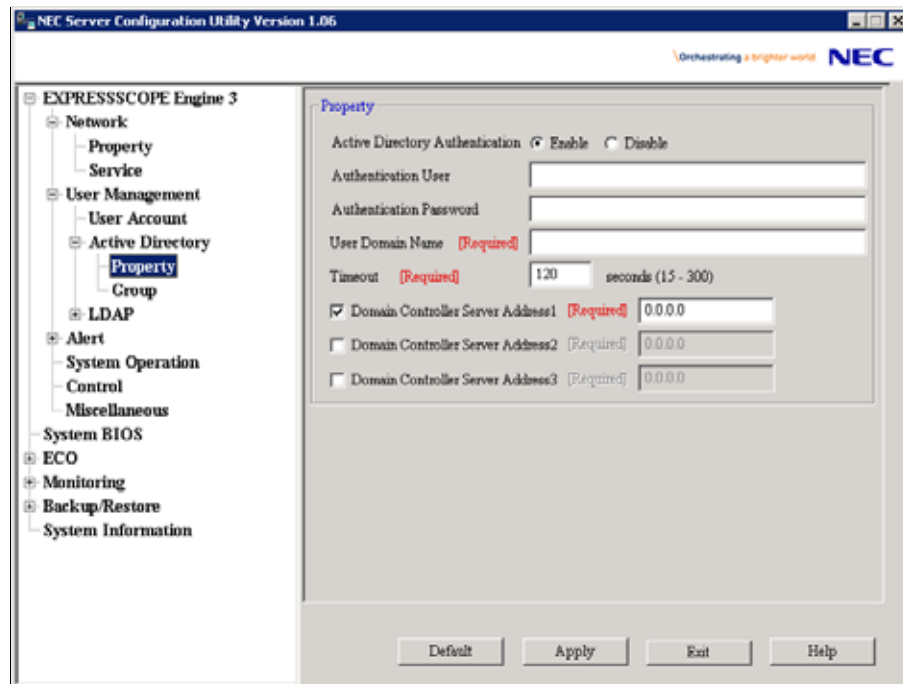 NEC Server Configuration Utility Version 1.06
\Orchestrating a brighter world NEC
EXPRESSSCOPE Engine 3
Network
Property
Service
User Management
User Account
Active Directory
Property
Group
LDAP
Alert
System Operation
Control
Miscellaneous
System BIOS
ECO
Monitoring
Backup/Restore
System Information
Property
Active Directory Authentication Enable Disable
Authentication User
Authentication Password
User Domain Name [Required]
Timeout [Required] 120 seconds (15 - 300)
Domain Controller Server Address1 [Required] 0.0.0.0
Domain Controller Server Address2 [Required] 0.0.0.0
Domain Controller Server Address3 [Required] 0.0.0.0
Default Apply Exit Help